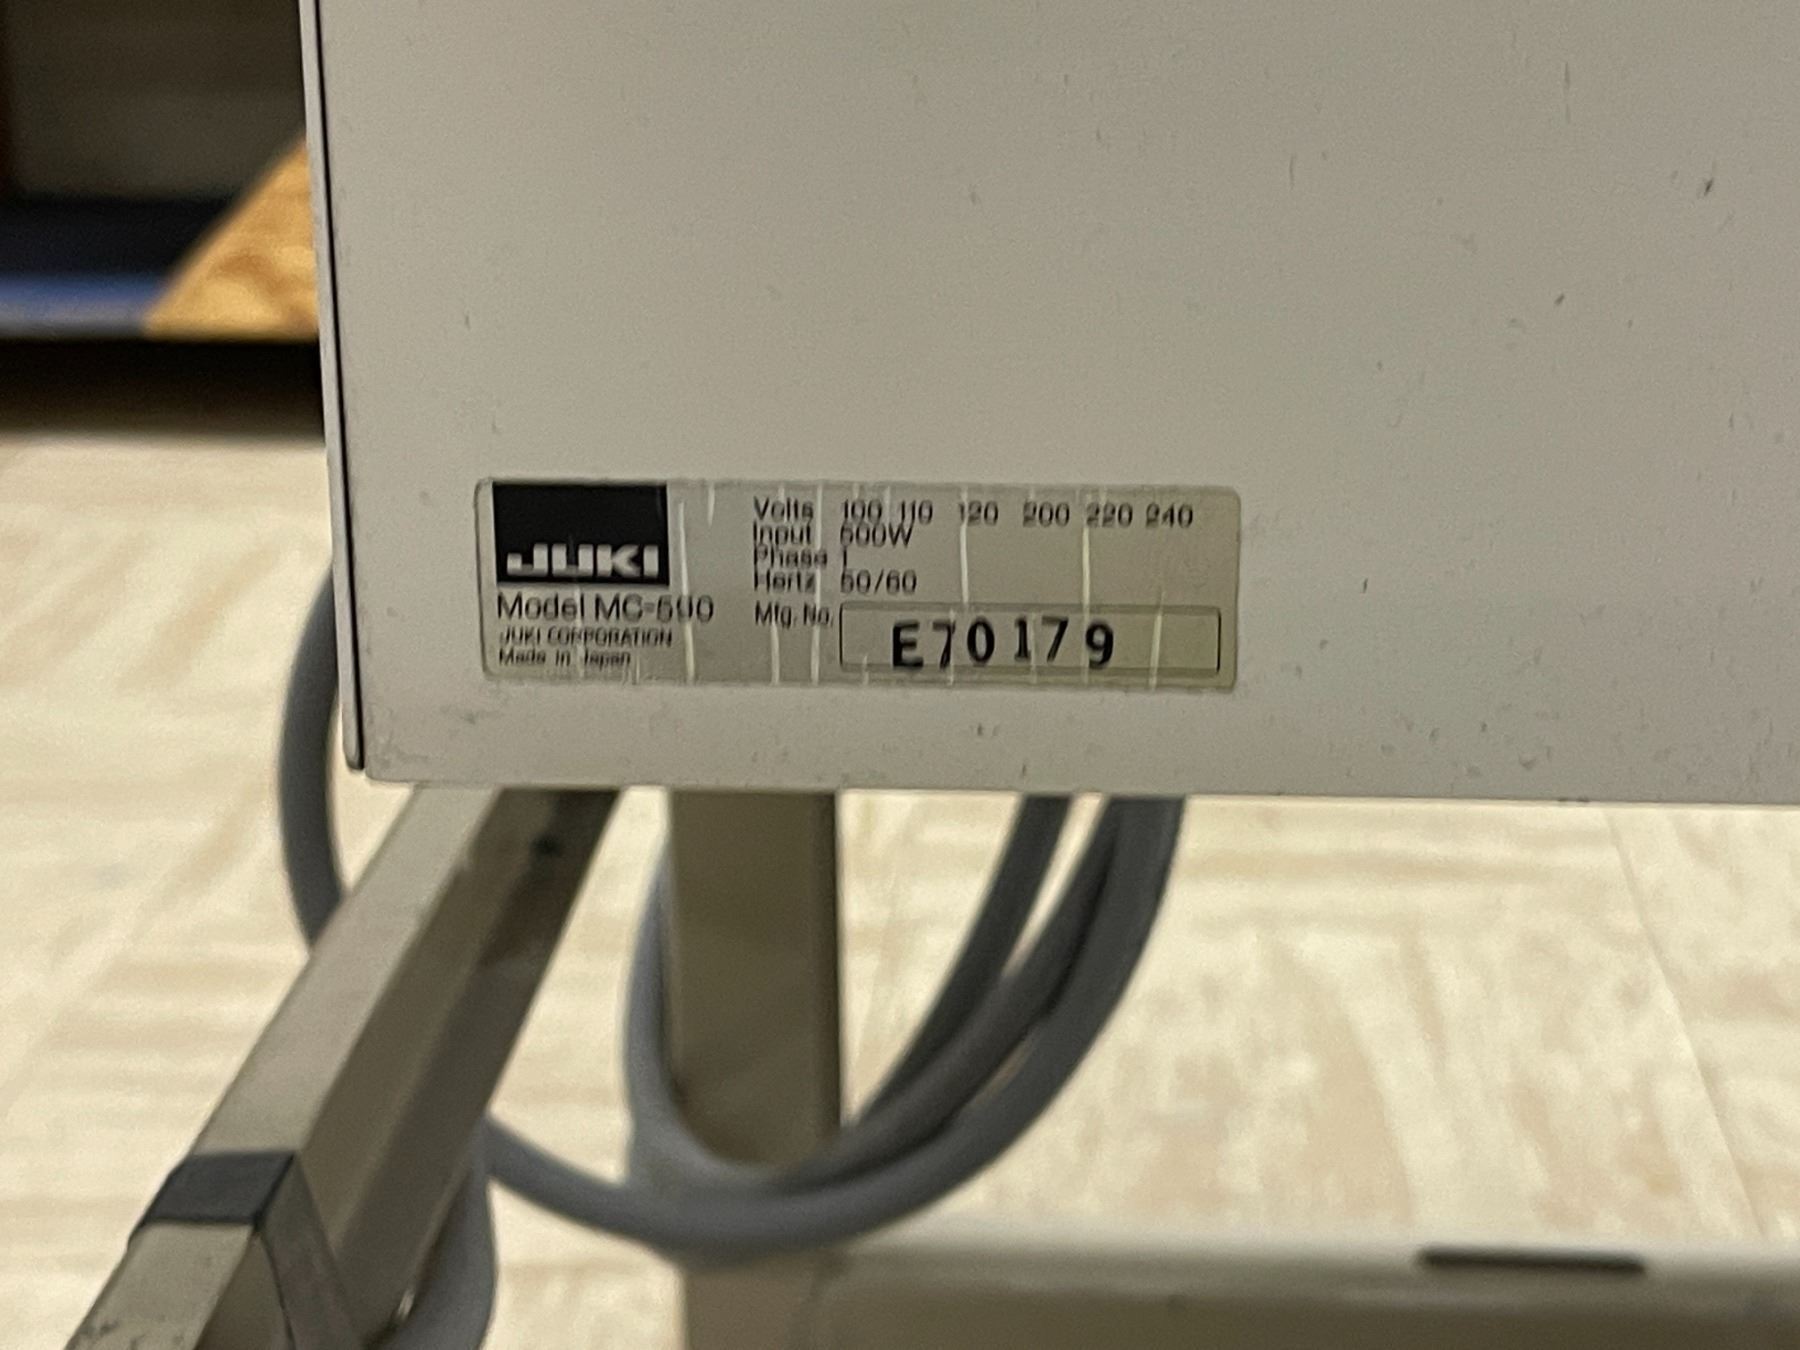 JUKI
Model MC-590
JUKI CORPORATION
Made in Japan
Volts 100 110 120 200 220 240
Input 500W
Phase 1
Hertz 50/60
Mfg. No. E70179